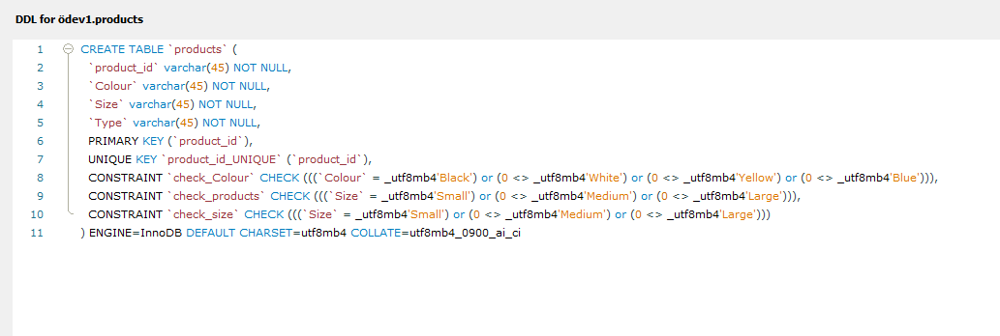 DDL for ödev1.products
1 CREATE TABLE `products` (
2 `product_id` varchar(45) NOT NULL,
3 `Colour` varchar(45) NOT NULL,
4 `Size` varchar(45) NOT NULL,
5 `Type` varchar(45) NOT NULL,
6 PRIMARY KEY (`product_id`),
7 UNIQUE KEY `product_id_UNIQUE` (`product_id`),
8 CONSTRAINT `check_Colour` CHECK (((`Colour` = _utf8mb4'Black') or (0 <> _utf8mb4'White') or (0 <> _utf8mb4'Yellow') or (0 <> _utf8mb4'Blue'))),
9 CONSTRAINT `check_products` CHECK (((`Size` = _utf8mb4'Small') or (0 <> _utf8mb4'Medium') or (0 <> _utf8mb4'Large'))),
10 CONSTRAINT `check_size` CHECK (((`Size` = _utf8mb4'Small') or (0 <> _utf8mb4'Medium') or (0 <> _utf8mb4'Large')))
11 ) ENGINE=InnoDB DEFAULT CHARSET=utf8mb4 COLLATE=utf8mb4_0900_ai_ci